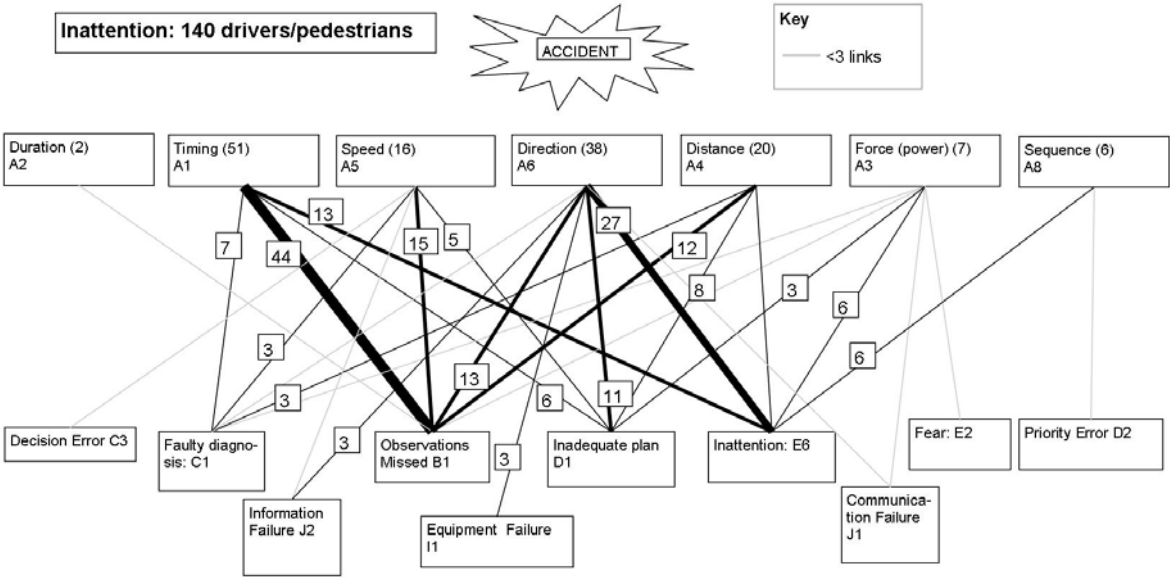 Inattention: 140 drivers/pedestrians
ACCIDENT
Key
<3 links
Duration (2)
A2
Timing (51)
A1
Speed (16)
A5
Direction (38)
A6
Distance (20)
A4
Force (power) (7)
A3
Sequence (6)
A8
13
27
7
44
15
5
12
8
3
6
3
6
13
3
6
11
3
3
Decision Error C3
Faulty diagno-
sis: C1
Observations
Missed B1
Inadequate plan
D1
Inattention: E6
Fear: E2
Priority Error D2
Information
Failure J2
Equipment Failure
I1
Communica-
tion Failure
J1